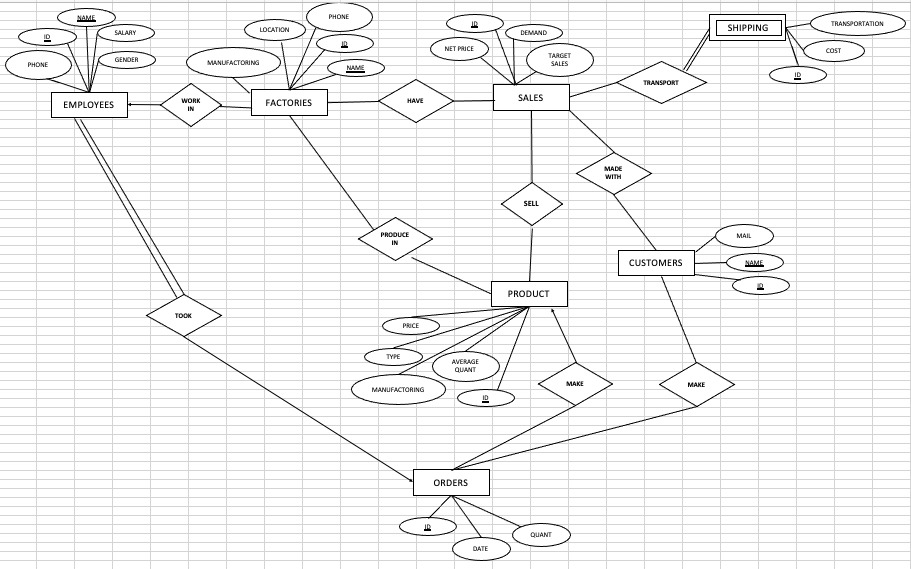 NAME
ID
SALARY
PHONE
GENDER
EMPLOYEES
WORK
IN
LOCATION
PHONE
MANUFACTORING
ID
NAME
FACTORIES
HAVE
ID
DEMAND
NET PRICE
TARGET
SALES
SALES
TRANSPORT
SHIPPING
TRANSPORTATION
COST
ID
MADE
WITH
SELL
PRODUCE
IN
CUSTOMERS
MAIL
NAME
ID
PRODUCT
PRICE
TYPE
AVERAGE
QUANT
MANUFACTORING
ID
TOOK
MAKE
MAKE
ORDERS
ID
DATE
QUANT